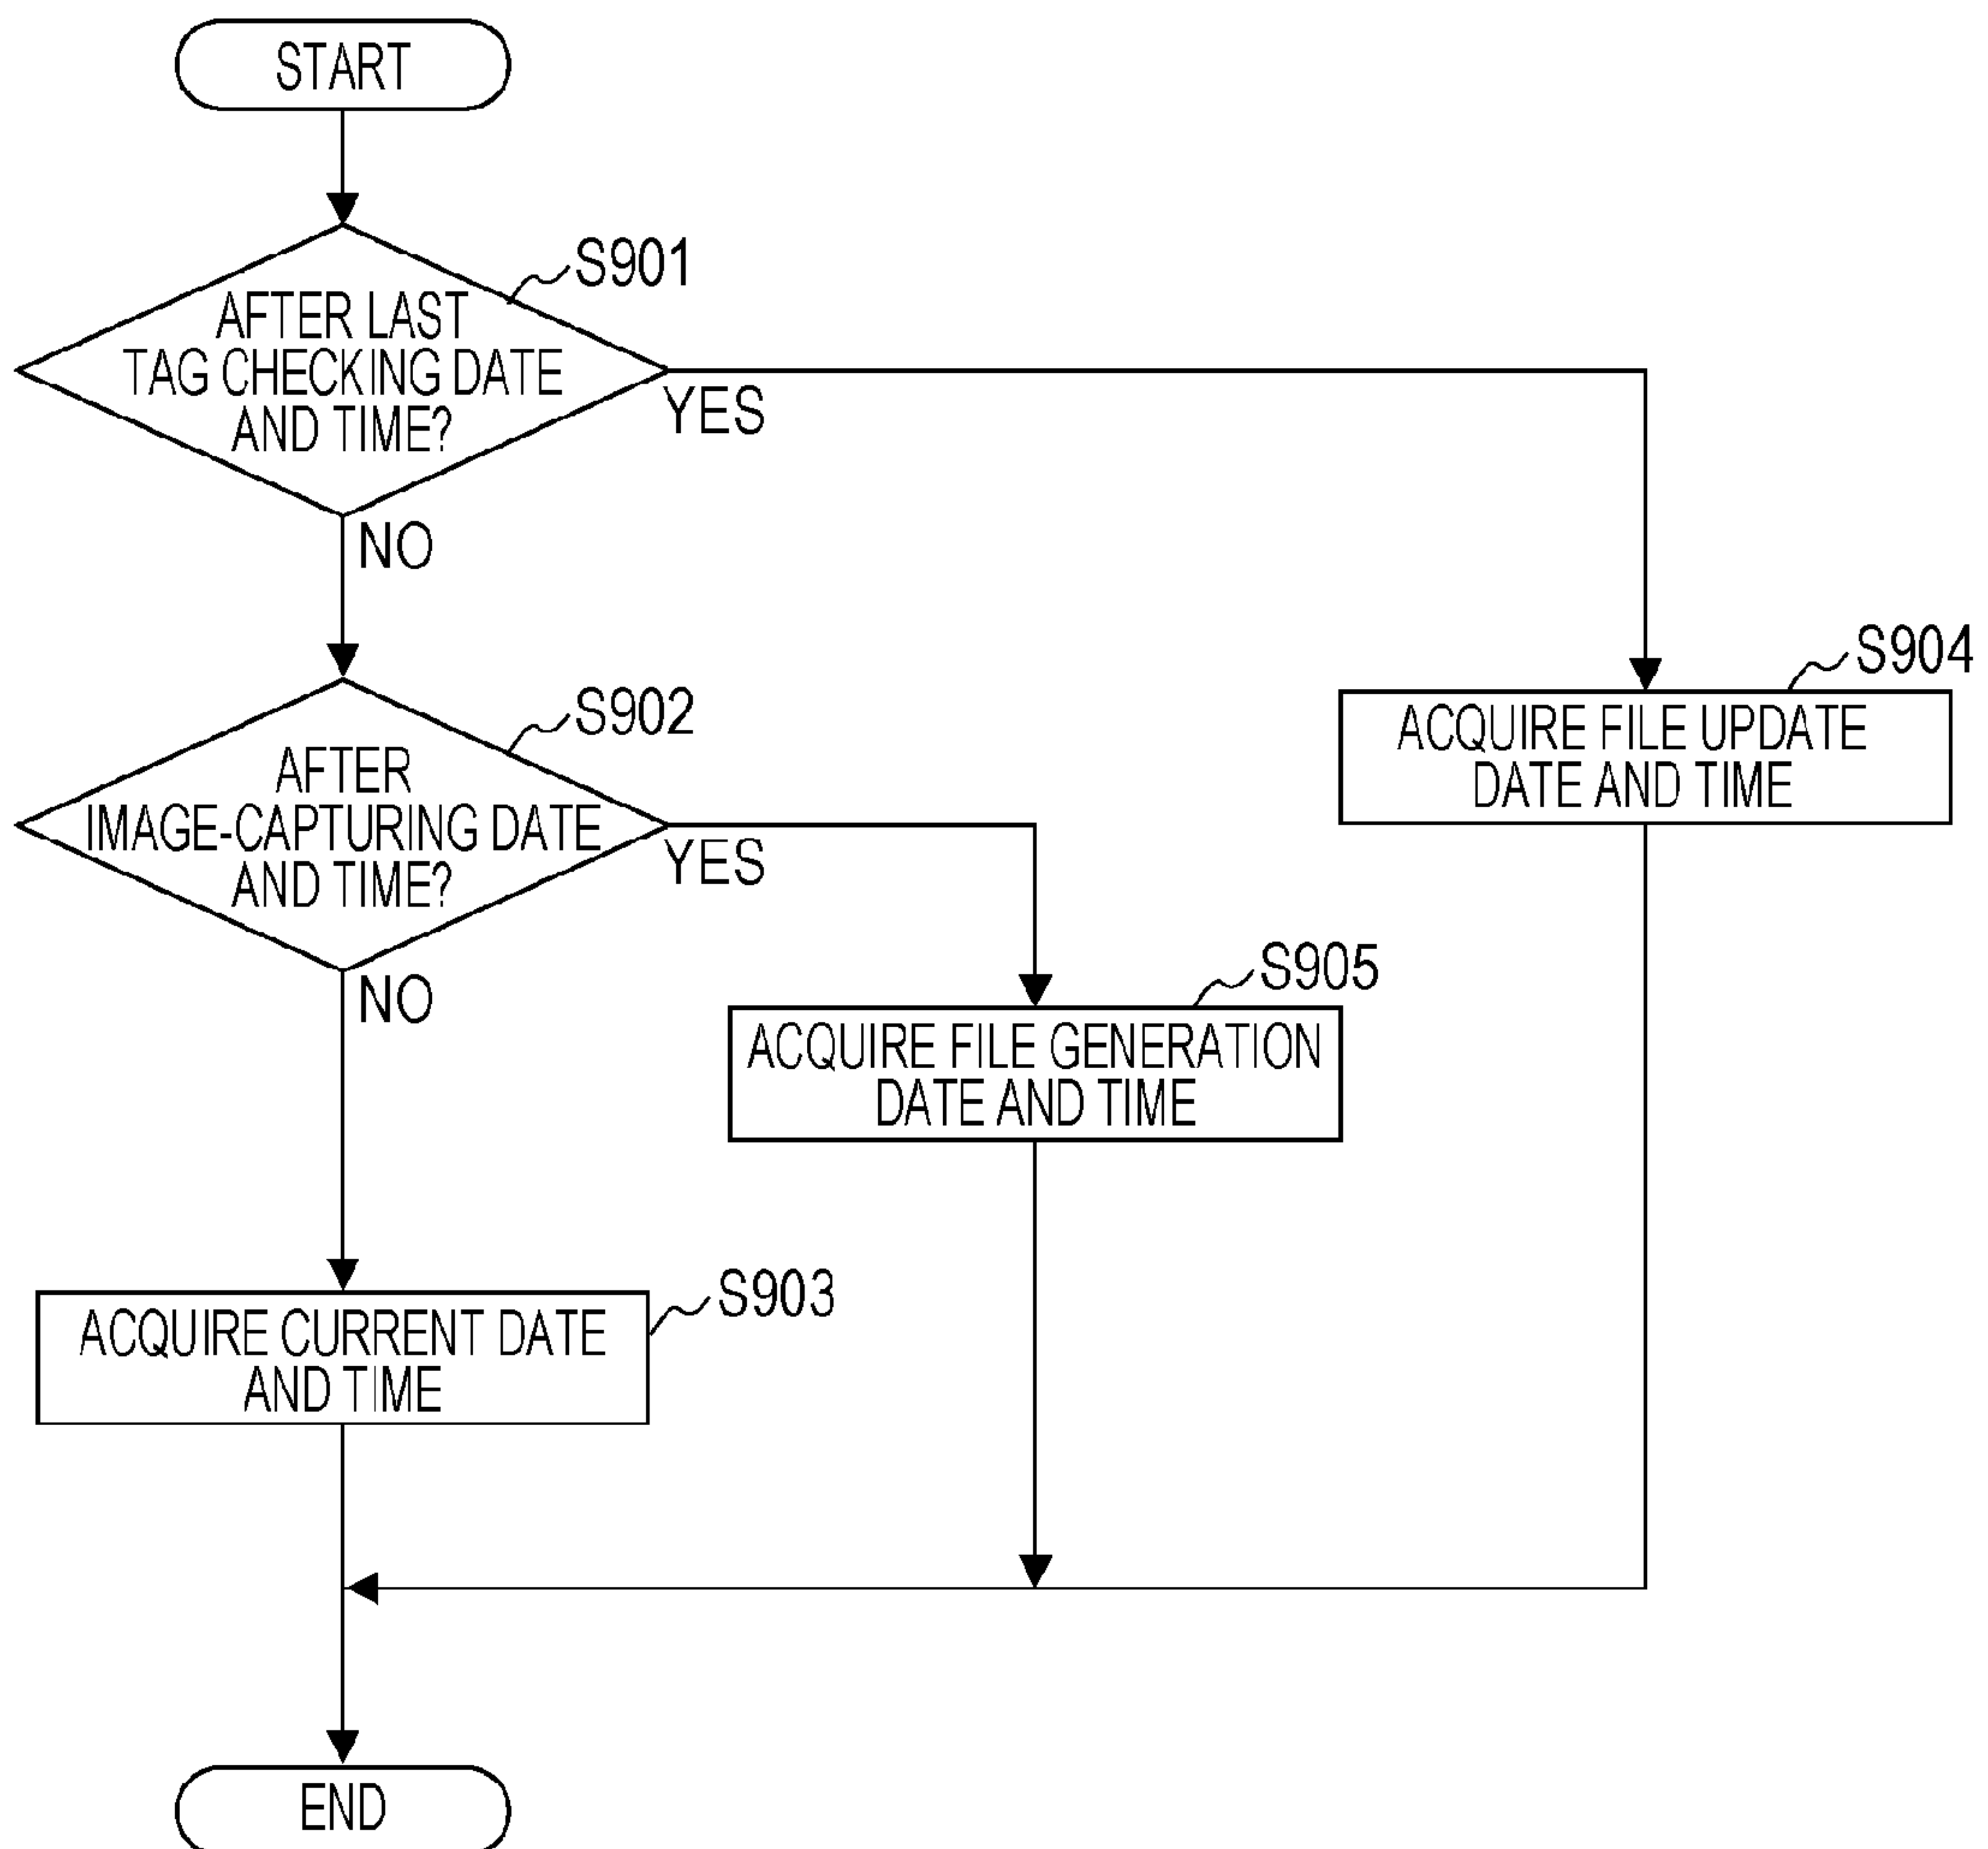 START
S901
AFTER LAST
TAG CHECKING DATE
AND TIME?
YES
NO
S904
ACQUIRE FILE UPDATE
DATE AND TIME
S902
AFTER
IMAGE-CAPTURING DATE
AND TIME?
YES
NO
S905
ACQUIRE FILE GENERATION
DATE AND TIME
S903
ACQUIRE CURRENT DATE
AND TIME
END